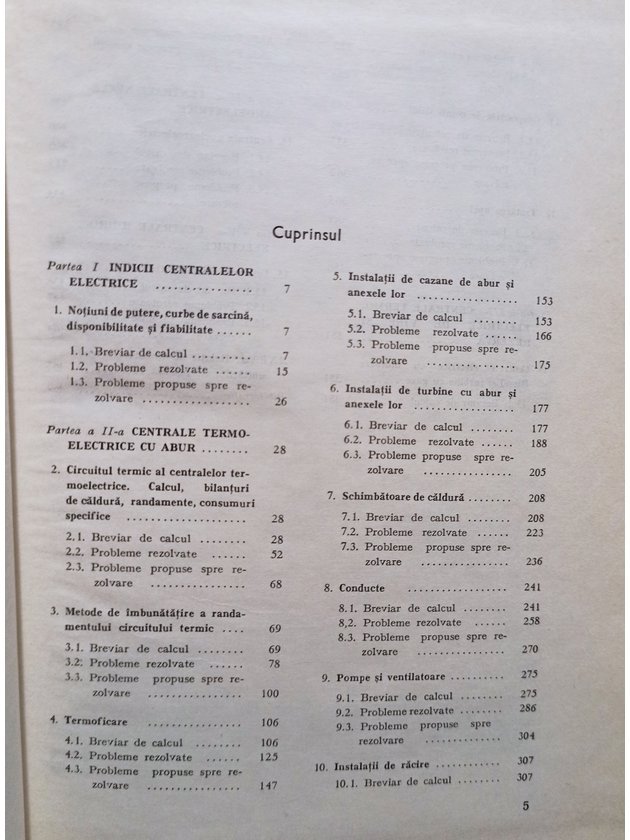 Cuprinsul
Partea I INDICII CENTRALELOR
ELECTRICE ................ 7
1. Noțiuni de putere, curbe de sarcină,
disponibilitate și fiabilitate ...... 7
1.1. Breviar de calcul .......... 7
1.2. Probleme rezolvate ........ 15
1.3. Probleme propuse spre re-
zolvare .................. 26
Partea a II-a CENTRALE TERMO-
ELECTRICE CU ABUR ........ 28
2. Circuitul termic al centralelor ter-
moelectrice. Calcul, bilanțuri
de căldură, randamente, consumuri
specifice .................. 28
2.1. Breviar de calcul ........ 28
2.2. Probleme rezolvate ...... 52
2.3. Probleme propuse spre re-
zolvare ................ 68
3. Metode de îmbunătățire a randa-
mentului circuitului termic .... 69
3.1. Breviar de calcul ........ 69
3.2. Probleme rezolvate ...... 78
3.3. Probleme propuse spre re-
zolvare ................ 100
4. Termoficare ................ 106
4.1. Breviar de calcul ........ 106
4.2. Probleme rezolvate ...... 125
4.3. Probleme propuse spre re-
zolvare ................ 147
5. Instalații de cazane de abur și
anexele lor ................ 153
5.1. Breviar de calcul ........ 153
5.2. Probleme rezolvate ...... 166
5.3. Probleme propuse spre re-
zolvare ................ 175
6. Instalații de turbine cu abur și
anexele lor ................ 177
6.1. Breviar de calcul ........ 177
6.2. Probleme rezolvate ...... 188
6.3. Probleme propuse spre re-
zolvare ................ 205
7. Schimbătoare de căldură ........ 208
7.1. Breviar de calcul ........ 208
7.2. Probleme rezolvate ...... 223
7.3. Probleme propuse spre re-
zolvare ................ 236
8. Conducte ................ 241
8.1. Breviar de calcul ........ 241
8,2. Probleme rezolvate ...... 258
8.3. Probleme propuse spre re-
zolvare ................ 270
9. Pompe și ventilatoare .......... 275
9.1. Breviar de calcul ........ 275
9.2. Probleme rezolvate ........ 286
9.3. Probleme propuse spre
rezolvare .............. 304
10. Instalații de răcire ............ 307
10.1. Breviar de calcul ........ 307
5